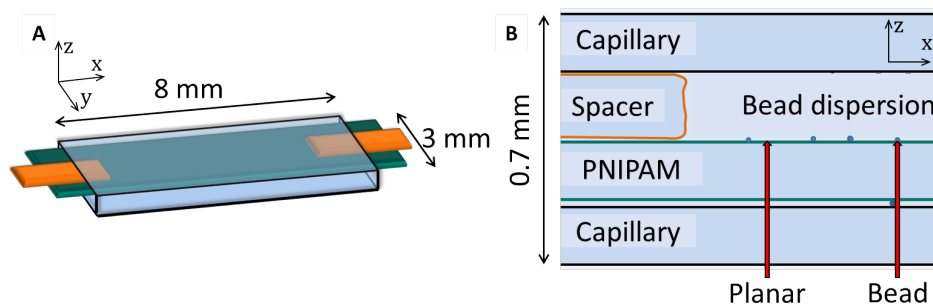 A
z
x
y
8 mm
3 mm
B
0.7 mm
Capillary
z
x
Spacer
Bead dispersion
PNIPAM
Capillary
Planar
Bead